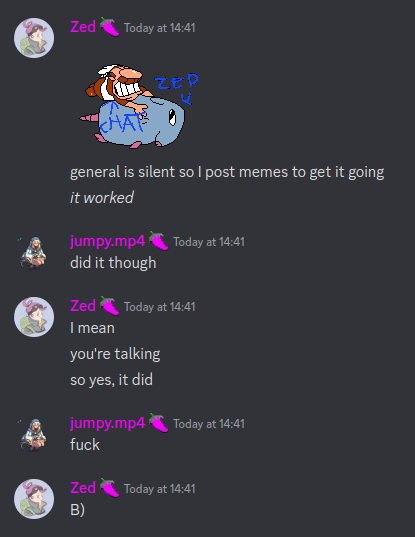 Zed Today at 14:41
ZED
CHAT
general is silent so I post memes to get it going
it worked
jumpy.mp4 Today at 14:41
did it though
Zed Today at 14:41
I mean
you're talking
so yes, it did
jumpy.mp4 Today at 14:41
fuck
Zed Today at 14:41
B)